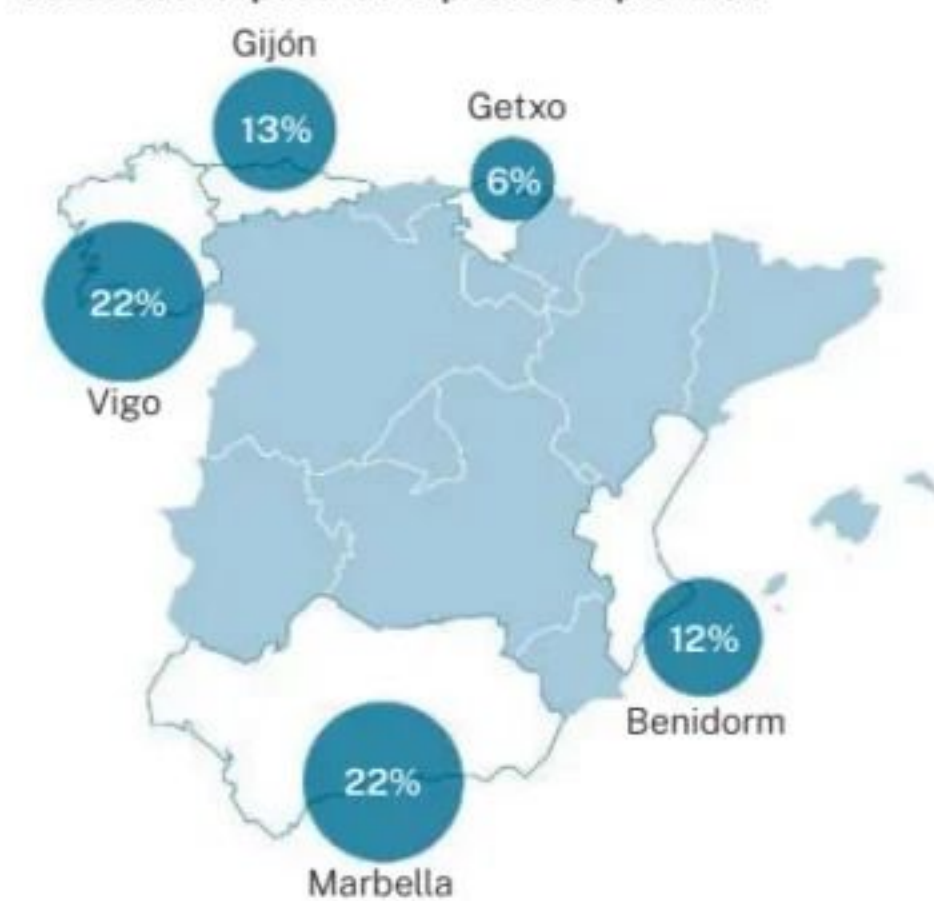 Gijón
13%
Getxo
6%
22%
Vigo
12%
Benidorm
22%
Marbella